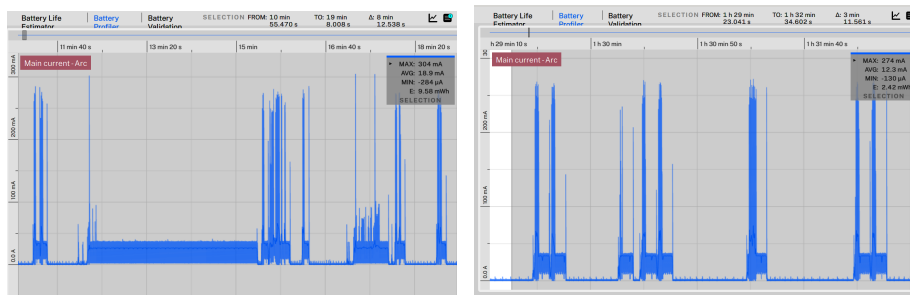 Battery Life Estimator
Battery Profiler
Battery Validation
SELECTION FROM: 10 min 55.470 s
TO: 19 min 8.008 s
Δ: 8 min 12.538 s
11 min 40 s
13 min 20 s
15 min
16 min 40 s
18 min 20 s
Main current - Arc
MAX: 304 mA
AVG: 18.9 mA
MIN: -284 µA
E: 9.58 mWh
SELECTION
300 mA
200 mA
100 mA
0.0 A
Battery Life Estimator
Battery Profiler
Battery Validation
SELECTION FROM: 1 h 29 min 23.041 s
TO: 1 h 32 min 34.602 s
Δ: 3 min 11.561 s
h 29 min 10 s
1 h 30 min
1 h 30 min 50 s
1 h 31 min 40 s
Main current - Arc
MAX: 274 mA
AVG: 12.3 mA
MIN: -130 µA
E: 2.42 mWh
SELECTION
30
200 mA
100 mA
0.0 A